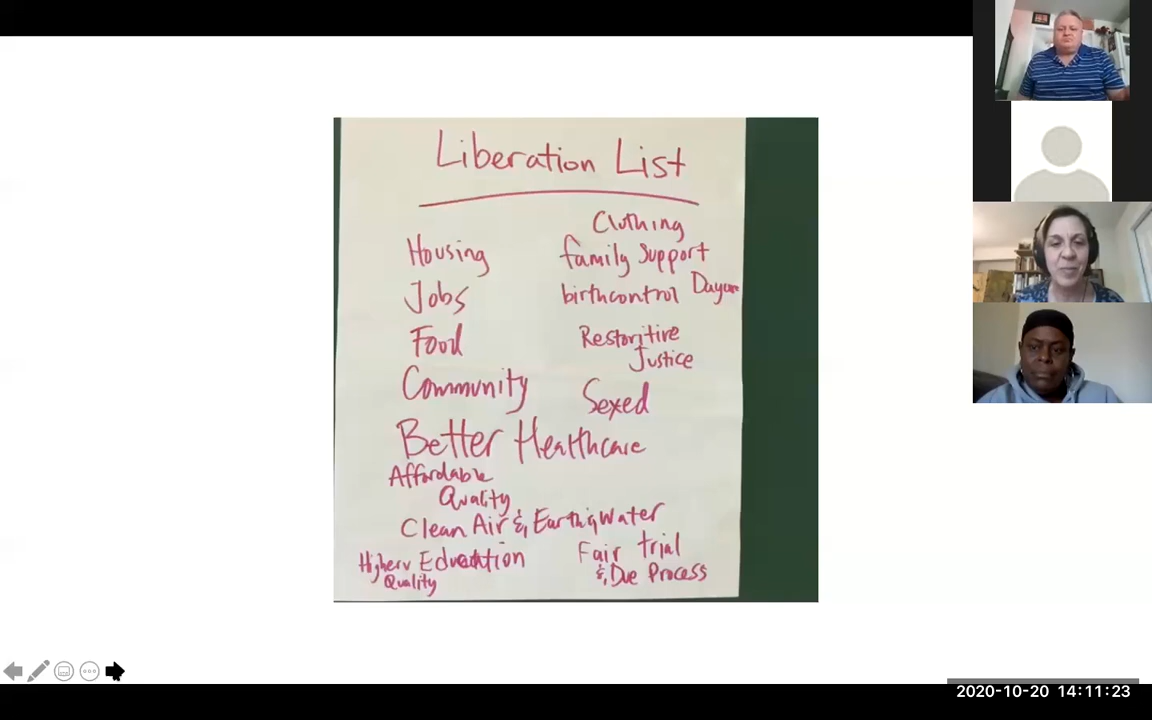 Liberation List
Clothing
Housing
family Support
Jobs
birthcontrol Daycare
Food
Restoritive
Justice
Community
Sexed
Better Healthcare
Affordable
Quality
Clean Air & Earth & Water
Higher Education
Quality
Fair trial
& Due Process
2020-10-20 14:11:23